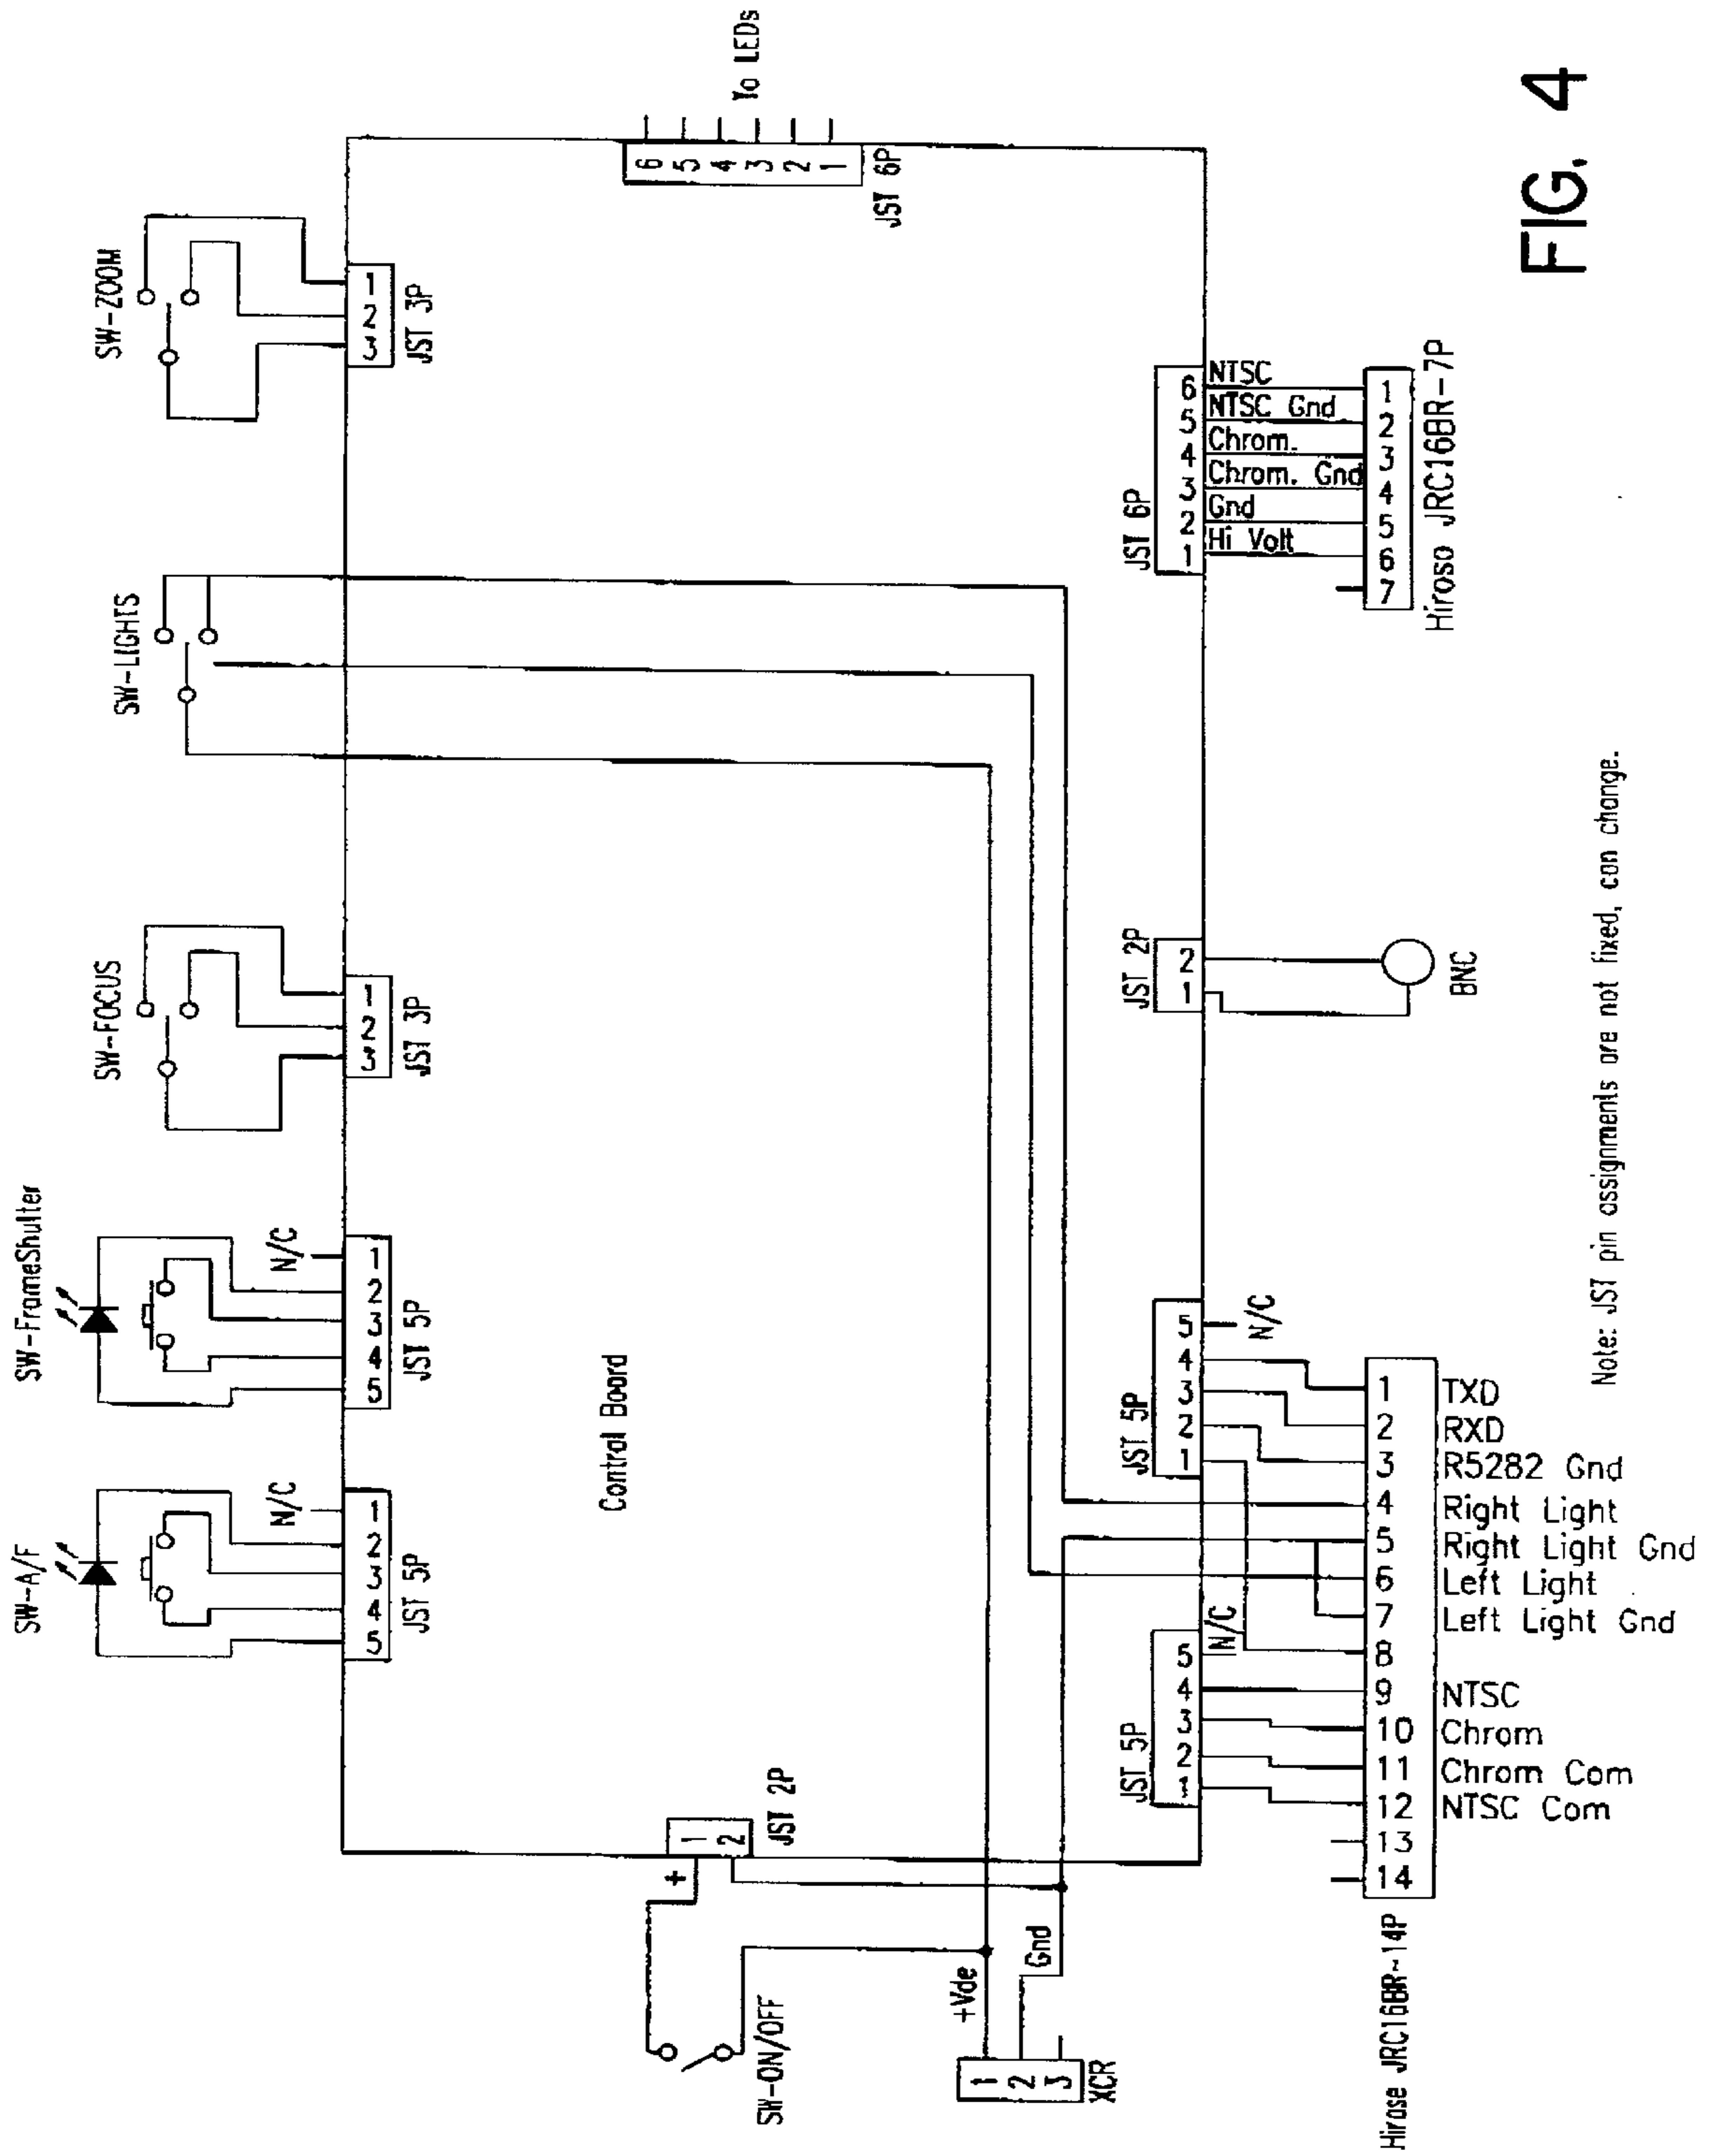 SW-A/F
N/C
1
2
3
4
5
JST 5P
SW-FrameShulter
N/C
1
2
3
4
5
JST 5P
SW-FOCUS
1
2
3
JST 3P
SW-LIGHTS
SW-ZOOM
1
2
3
JST 3P
6
5
4
3
2
1
JST 6P
Yo LEDs
Control Board
1
2
JST 2P
+
SW-ON/OFF
+Vde
Gnd
1
2
3
XCR
JST 5P
5
4
3
2
1
N/C
JST 5P
5
4
3
2
1
N/C
JST 2P
2
1
BNC
JST 6P
6
5
4
3
2
1
NTSC
NTSC Gnd
Chrom.
Chrom. Gnd
Gnd
Hi Volt
1
2
3
4
5
6
7
Hiroso JRC16BR-7P
1 TXD
2 RXD
3 R5282 Gnd
4 Right Light
5 Right Light Gnd
6 Left Light
7 Left Light Gnd
8
9 NTSC
10 Chrom
11 Chrom Com
12 NTSC Com
13
14
Hirose JRC16BR-14P
Note: JST pin assignments are not fixed, con change.
FIG. 4